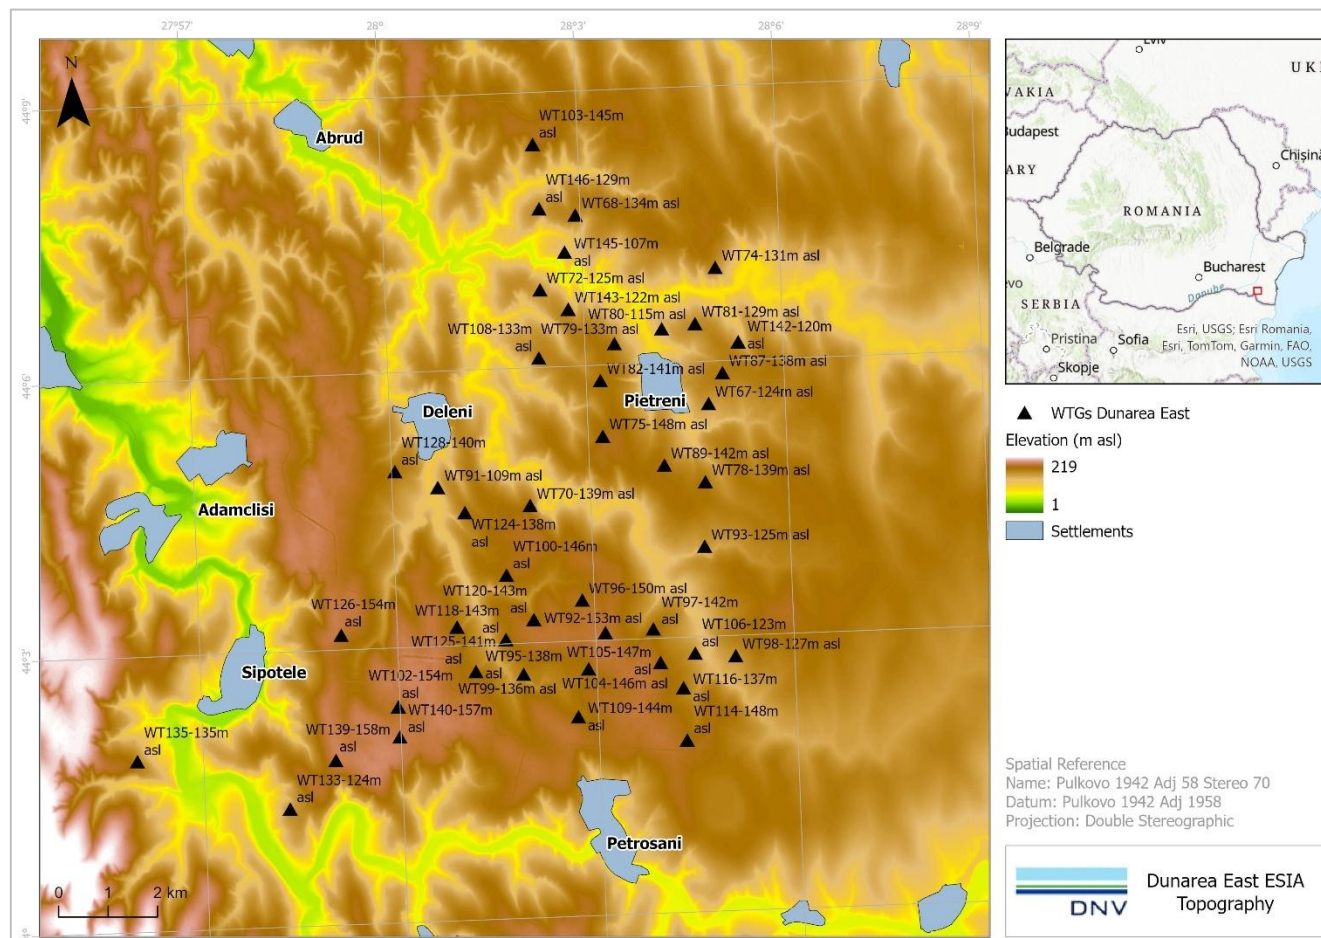 27°57'
28°
28°3'
28°6'
28°9'
N
44°9'
44°6'
44°3'
WT103-145m
asl
Abrud
WT146-129m
asl
WT68-134m asl
WT145-107m
asl
WT74-131m asl
WT72-125m asl
WT143-122m asl
WT80-115m asl
WT81-129m asl
WT108-133m
asl
WT79-133m asl
WT142-120m
asl
WT82-141m asl
WT87-138m asl
Pietreni
WT67-124m asl
Deleni
WT75-148m asl
WT128-140m
asl
WT89-142m asl
WT91-109m asl
WT78-139m asl
WT70-139m asl
Adamclisi
WT124-138m
asl
WT93-125m asl
WT100-146m
asl
WT120-143m
asl
WT96-150m asl
WT126-154m
asl
WT118-143m
asl
WT92-153m asl
WT97-142m
asl
WT106-123m
asl
WT125-141m
asl
WT98-127m asl
WT95-138m
asl
WT105-147m
asl
Sipotele
WT102-154m
asl
WT99-136m asl
WT104-146m asl
WT116-137m
asl
WT140-157m
asl
WT109-144m
asl
WT114-148m
asl
WT139-158m
asl
WT135-135m
asl
WT133-124m
asl
Petrosani
0 1 2 km
Lviv
UK
VAKIA
Budapest
ARY
Chișină
ROMANIA
Belgrade
Bucharest
Danube
SERBIA
Pristina
Sofia
Skopje
Esri, USGS; Esri Romania,
Esri, TomTom, Garmin, FAO,
NOAA, USGS
WTGs Dunarea East
Elevation (m asl)
219
1
Settlements
Spatial Reference
Name: Pulkovo 1942 Adj 58 Stereo 70
Datum: Pulkovo 1942 Adj 1958
Projection: Double Stereographic
DNV
Dunarea East ESIA
Topography